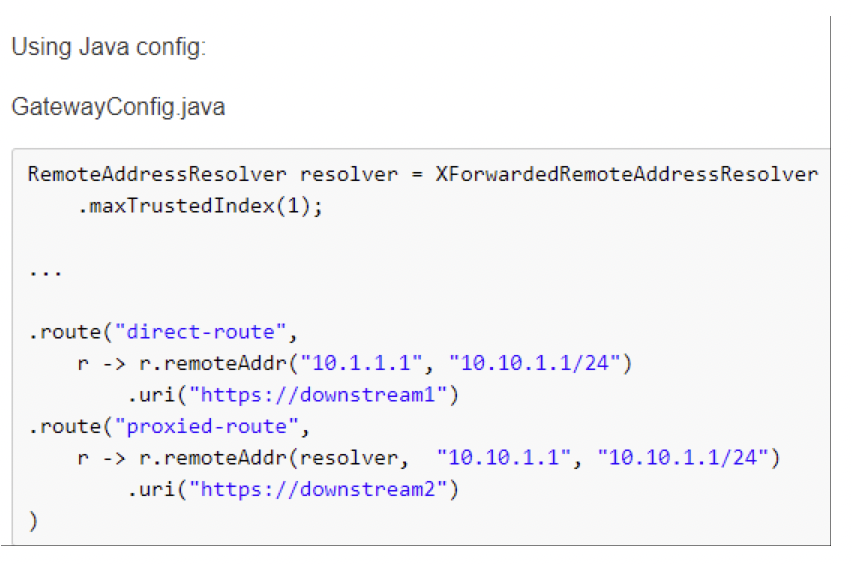 Using Java config:
GatewayConfig.java
RemoteAddressResolver resolver = XForwardedRemoteAddressResolver
    .maxTrustedIndex(1);
...
.route("direct-route",
    r -> r.remoteAddr("10.1.1.1", "10.10.1.1/24")
        .uri("https://downstream1")
.route("proxied-route",
    r -> r.remoteAddr(resolver,  "10.10.1.1", "10.10.1.1/24")
        .uri("https://downstream2")
)